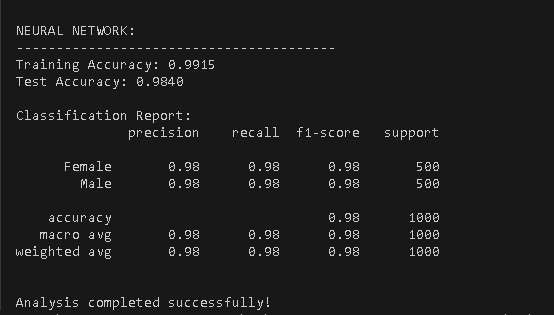 NEURAL NETWORK:
----------------------------------------
Training Accuracy: 0.9915
Test Accuracy: 0.9840
Classification Report:
precision recall f1-score support
Female 0.98 0.98 0.98 500
Male 0.98 0.98 0.98 500
accuracy 0.98 1000
macro avg 0.98 0.98 0.98 1000
weighted avg 0.98 0.98 0.98 1000
Analysis completed successfully!